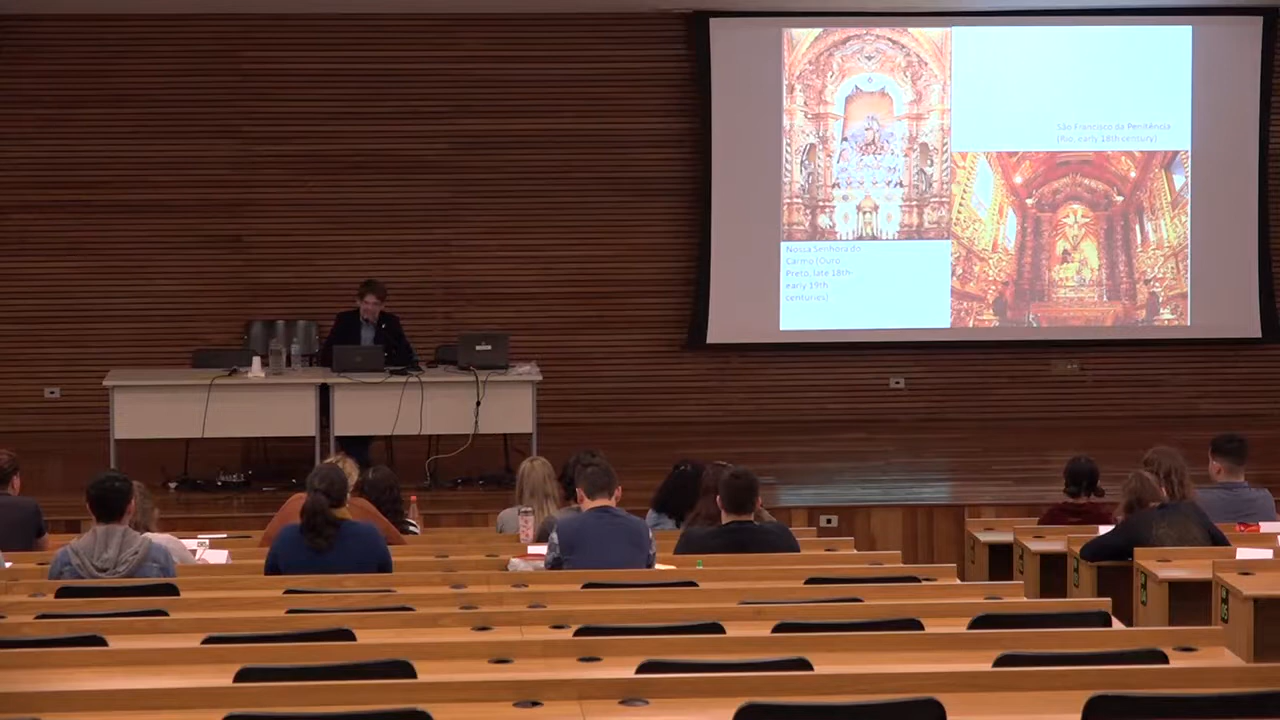 São Francisco da Penitência
(Rio, early 18th century)
Nossa Senhora do
Carmo (Ouro
Preto, late 18th-
early 19th
centuries)